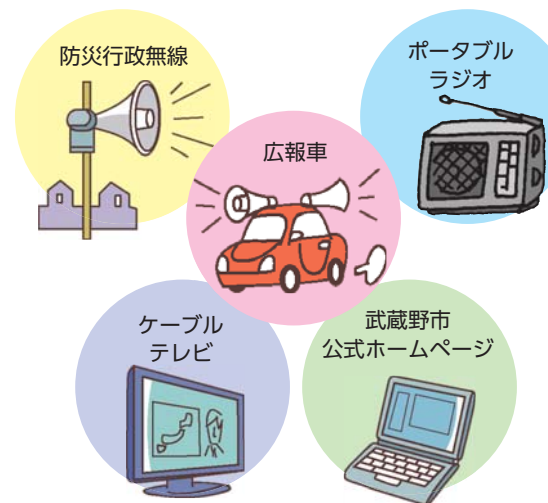 防災行政無線
ポータブル
ラジオ
広報車
ケーブル
テレビ
武蔵野市
公式ホームページ